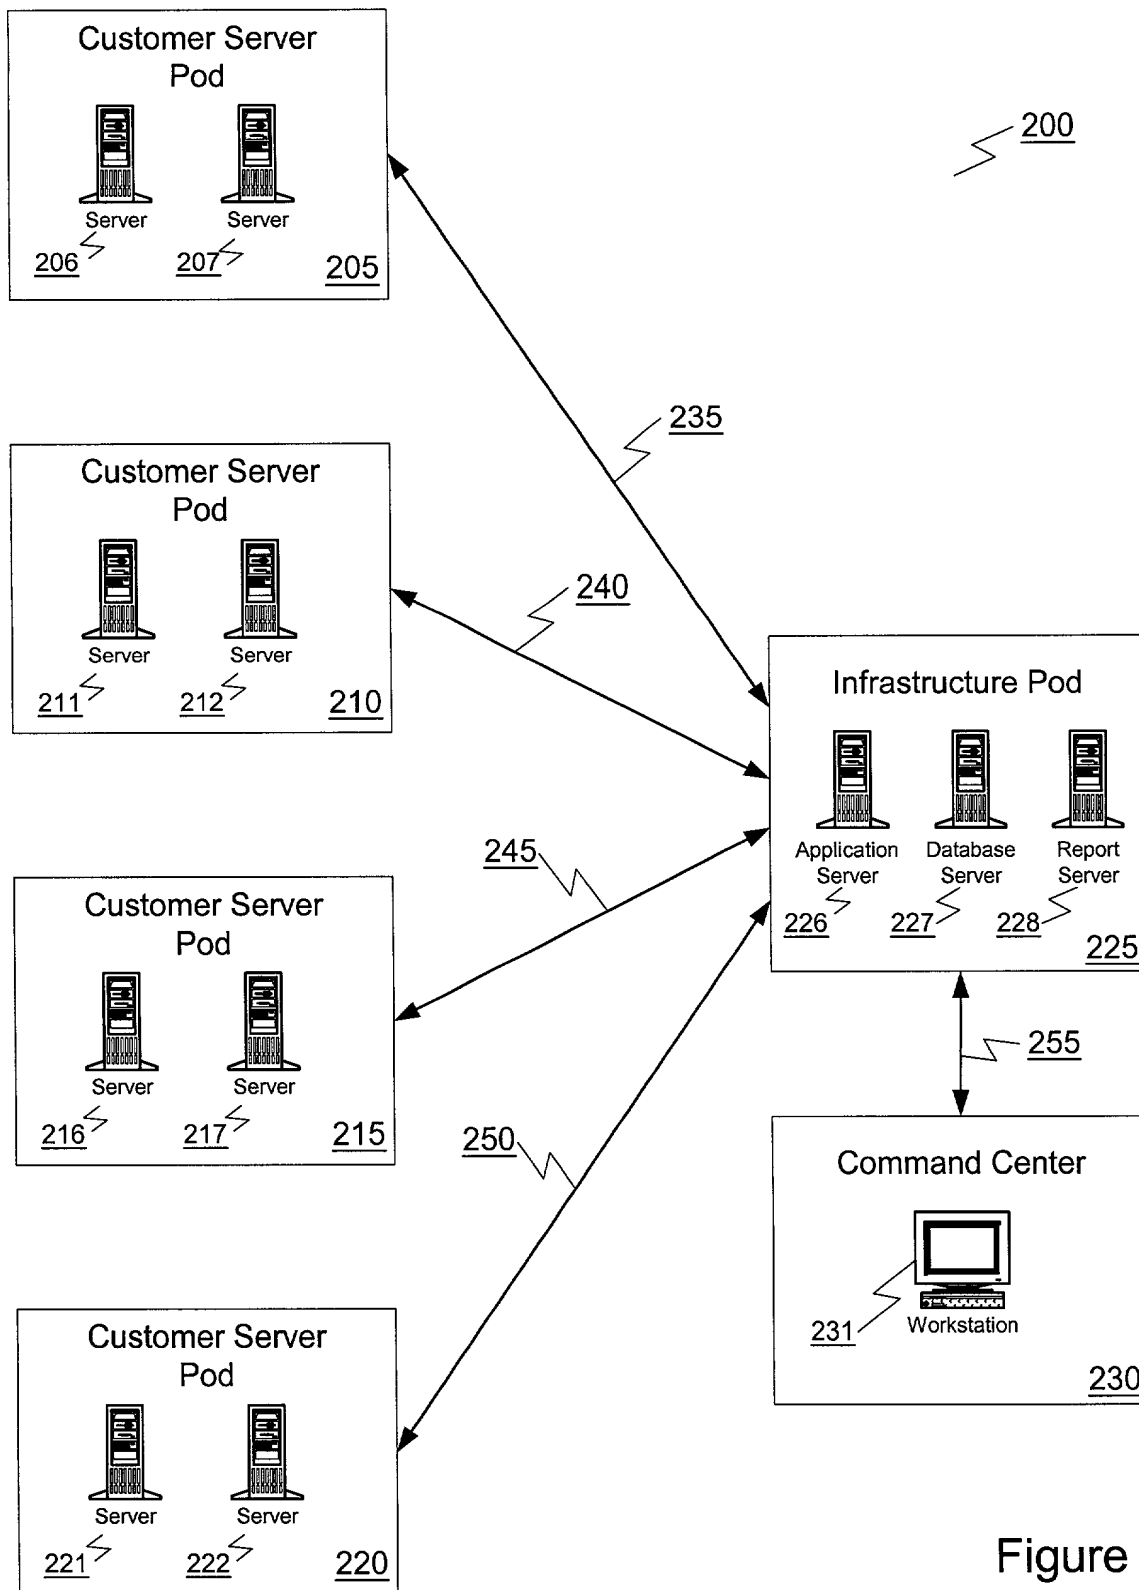 Customer Server
Pod
Server
Server
206
207
205
200
235
Customer Server
Pod
Server
Server
211
212
210
240
Infrastructure Pod
Application
Server
Database
Server
Report
Server
226
227
228
225
245
Customer Server
Pod
Server
Server
216
217
215
255
250
Command Center
231
Workstation
230
Customer Server
Pod
Server
Server
221
222
220
Figure